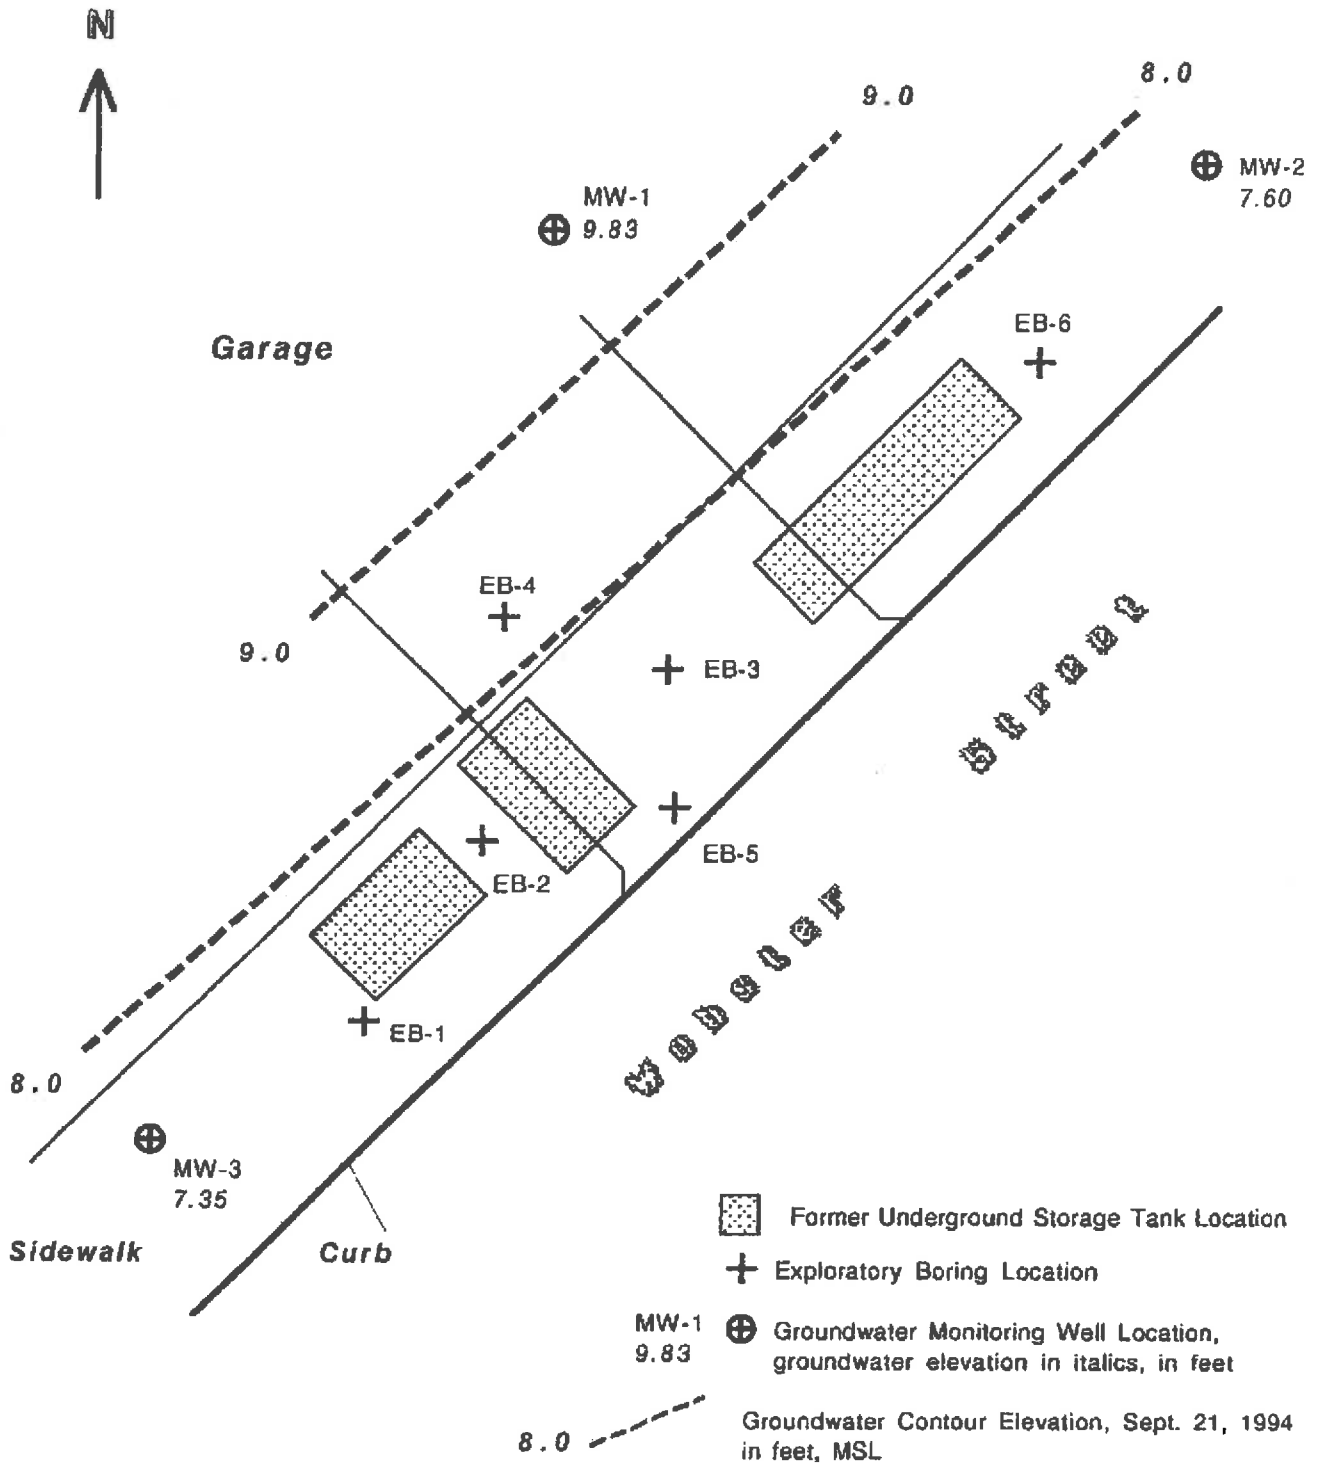 N
8.0
9.0
MW-1
9.83
MW-2
7.60
Garage
EB-6
EB-4
9.0
EB-3
EB-5
EB-2
EB-1
8.0
MW-3
7.35
Sidewalk
Curb
Webster Street
Former Underground Storage Tank Location
Exploratory Boring Location
MW-1
9.83
Groundwater Monitoring Well Location,
groundwater elevation in italics, in feet
8.0
Groundwater Contour Elevation, Sept. 21, 1994
in feet, MSL